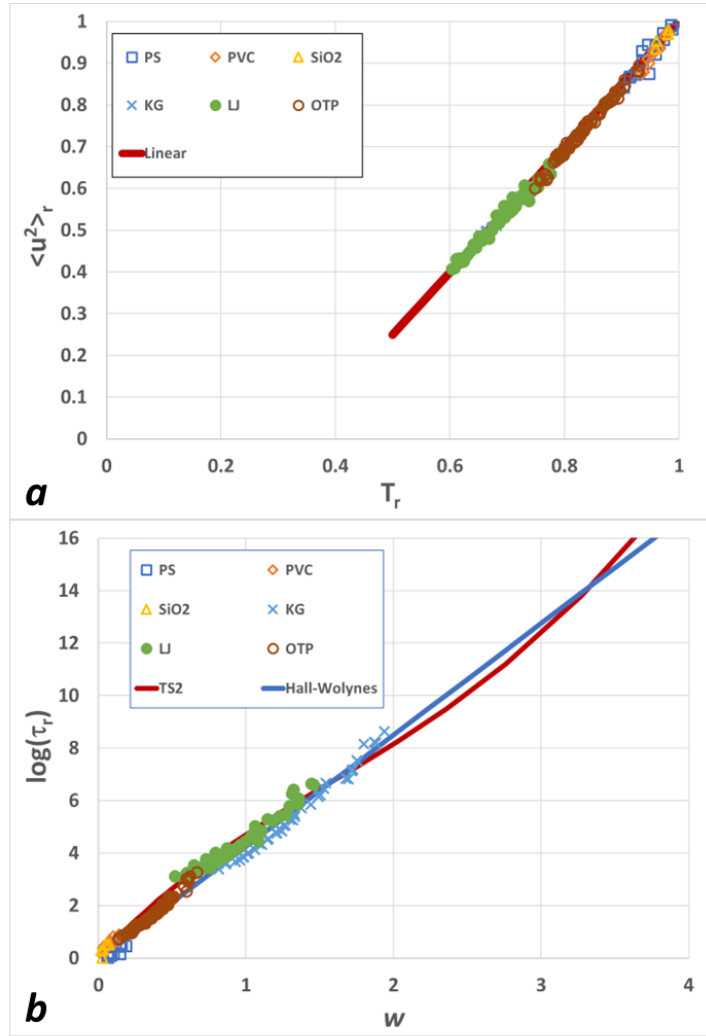 1
0.9
0.8
0.7
0.6
0.5
0.4
0.3
0.2
0.1
0
<u²>r
PS PVC SiO2
KG LJ OTP
Linear
0 0.2 0.4 0.6 0.8 1
Tr
a
16
14
12
10
8
6
4
2
0
log(τr)
PS PVC
SiO2 KG
LJ OTP
TS2 Hall-Wolynes
0 1 2 3 4
w
b